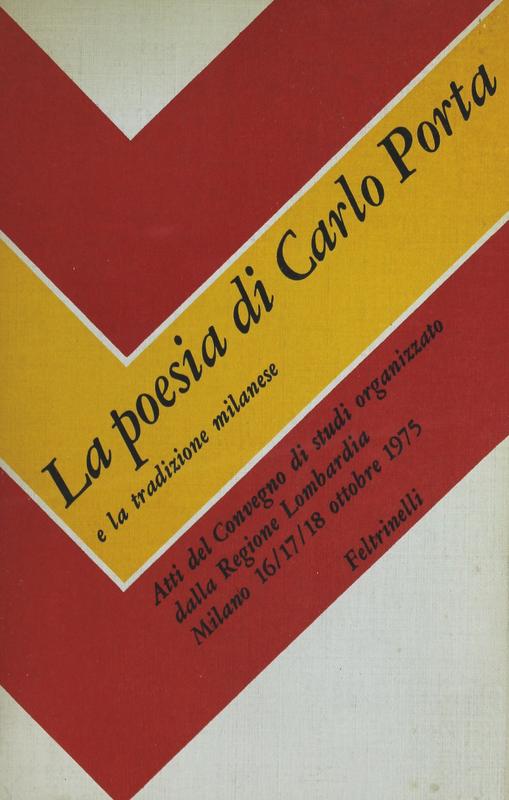 La poesia di Carlo Porta
e la tradizione milanese
Atti del Convegno di studi organizzato
dalla Regione Lombardia
Milano 16/17/18 ottobre 1975
Feltrinelli